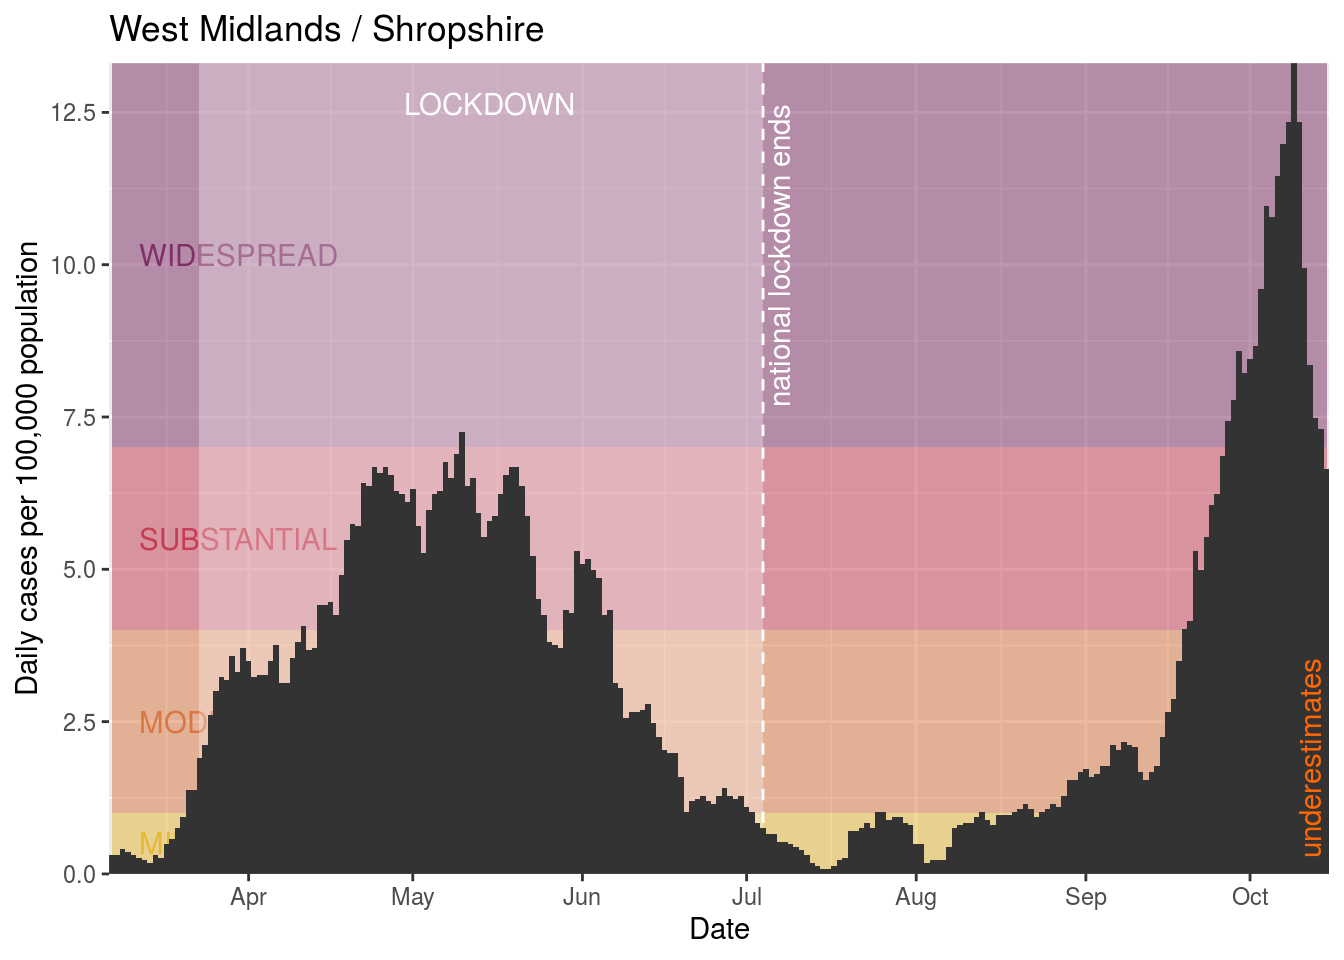 West Midlands / Shropshire
12.5
10.0
7.5
5.0
2.5
0.0
Daily cases per 100,000 population
LOCKDOWN
WIDESPREAD
SUBSTANTIAL
MOD
national lockdown ends
underestimates
Apr
May
Jun
Jul
Aug
Sep
Oct
Date